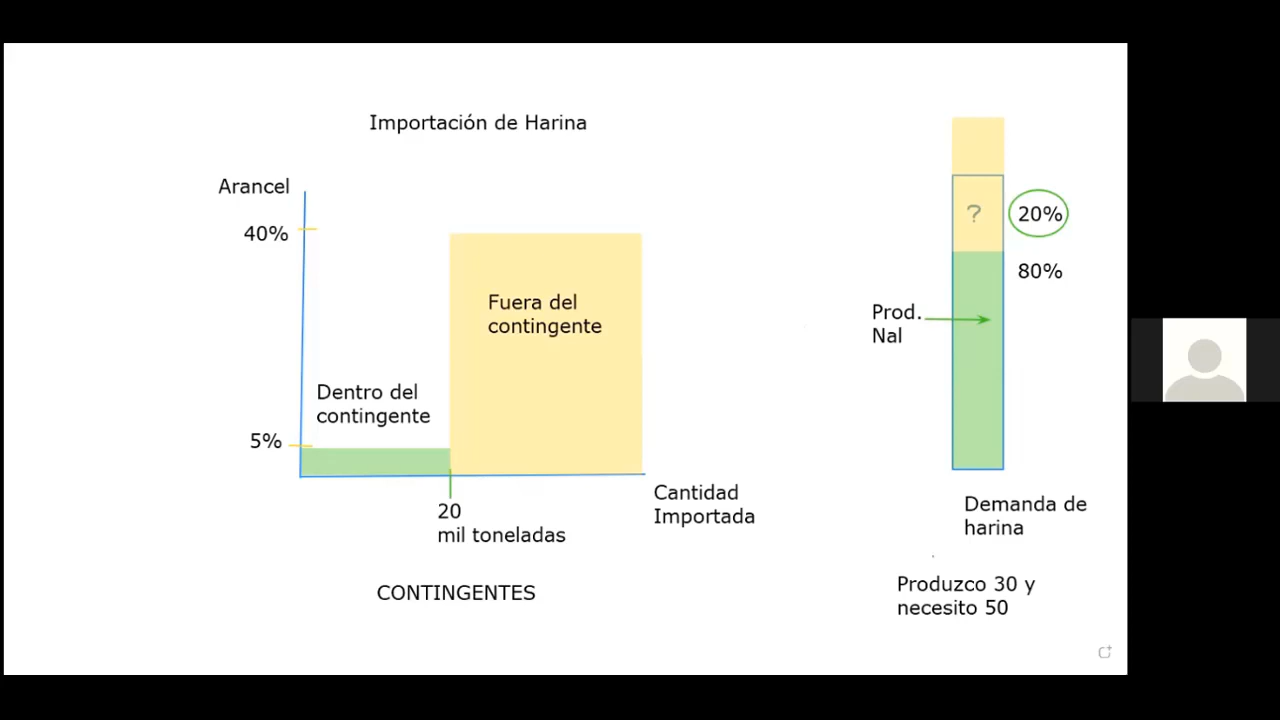 Importación de Harina
Arancel
40%
Fuera del
contingente
Dentro del
contingente
5%
20
mil toneladas
Cantidad
Importada
CONTINGENTES
?
20%
80%
Prod.
Nal
Demanda de
harina
Produzco 30 y
necesito 50